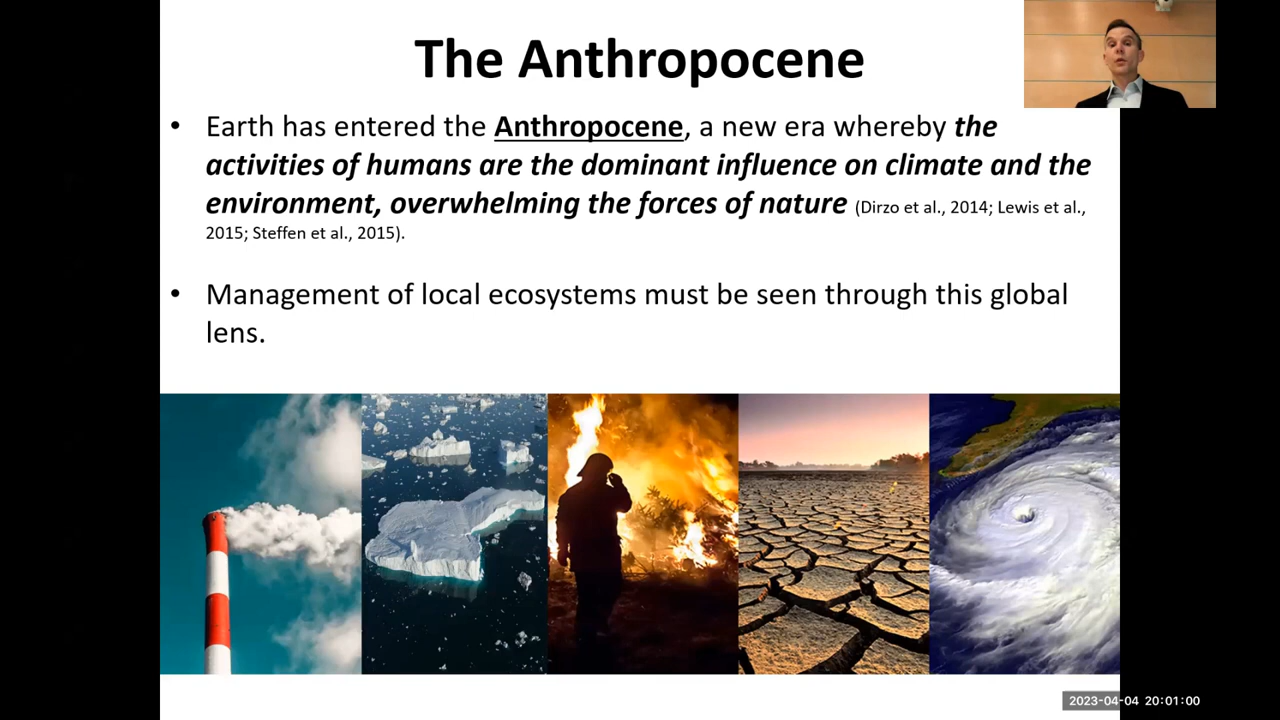 The Anthropocene
• Earth has entered the Anthropocene, a new era whereby the
activities of humans are the dominant influence on climate and the
environment, overwhelming the forces of nature (Dirzo et al., 2014; Lewis et al.,
2015; Steffen et al., 2015).
• Management of local ecosystems must be seen through this global
lens.
2023-04-04 20:01:00